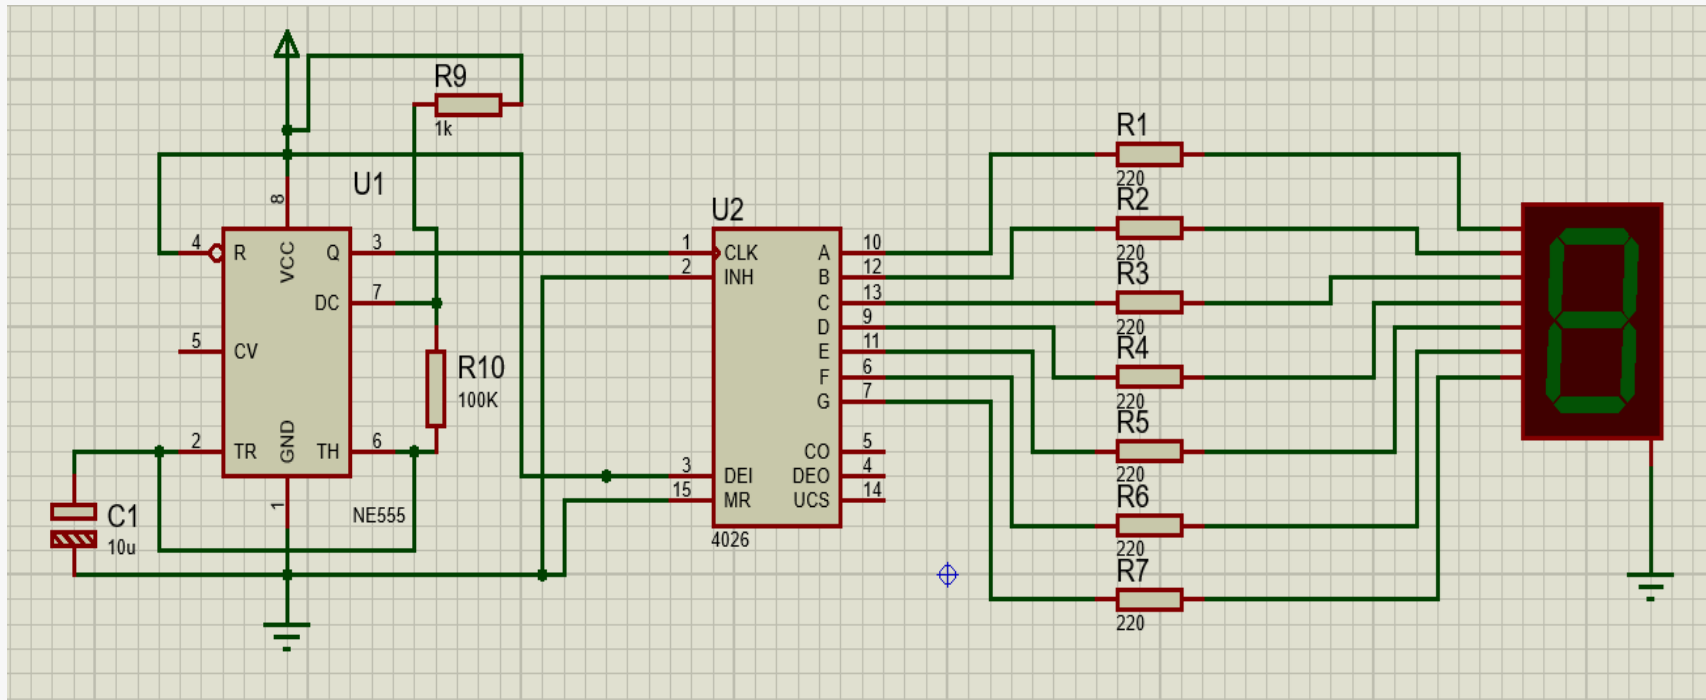 R9
1k
U1
8
4
R
VCC
Q
3
DC
7
5
CV
2
TR
GND
TH
6
1
NE555
R10
100K
C1
10u
U2
1
CLK
2
INH
A
10
B
12
C
13
D
9
E
11
F
6
G
7
CO
5
3
DEI
DEO
4
15
MR
UCS
14
4026
R1
220
R2
220
R3
220
R4
220
R5
220
R6
220
R7
220